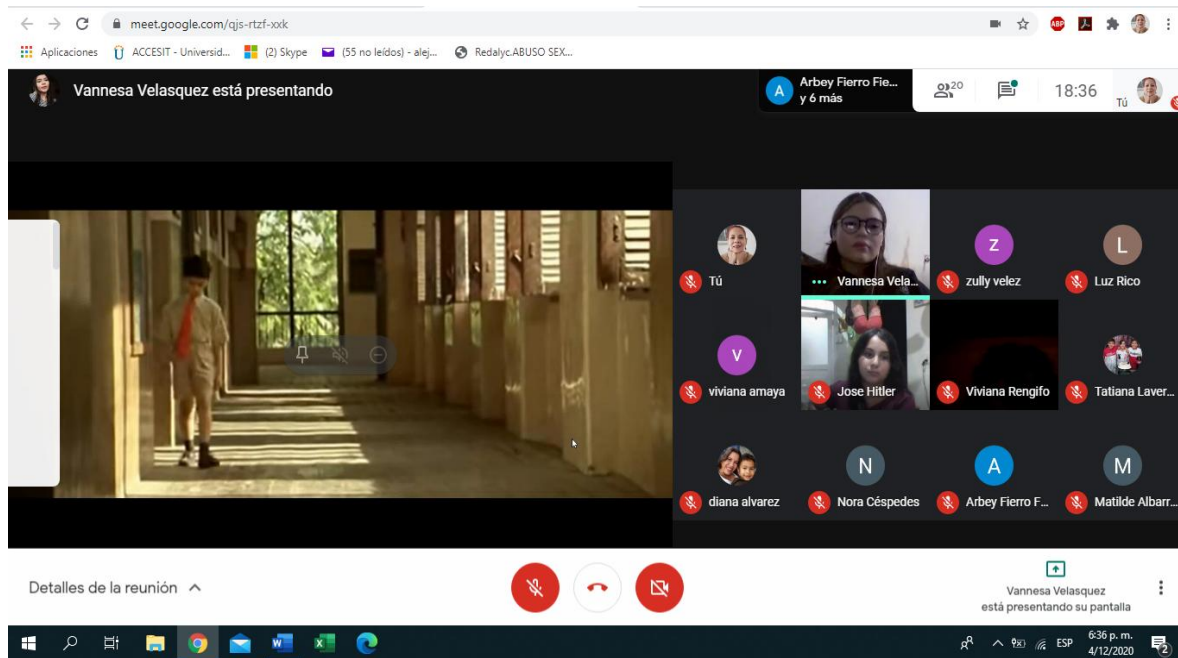 meet.google.com/qjs-rtzf-xxk
ABP
Aplicaciones ACCESIT - Universid... (2) Skype (55 no leídos) - alej... Redalyc.ABUSO SEX...
Vannesa Velasquez está presentando
A Arbey Fierro Fie...
y 6 más
20
18:36
Tú
Tú
Vannesa Vela...
z
zully velez
L
Luz Rico
V
viviana amaya
Jose Hitler
Viviana Rengifo
Tatiana Laver...
diana alvarez
N
Nora Céspedes
A
Arbey Fierro F...
M
Matilde Albarr...
Detalles de la reunión
Vannesa Velasquez
está presentando su pantalla
ESP
6:36 p. m.
4/12/2020
2